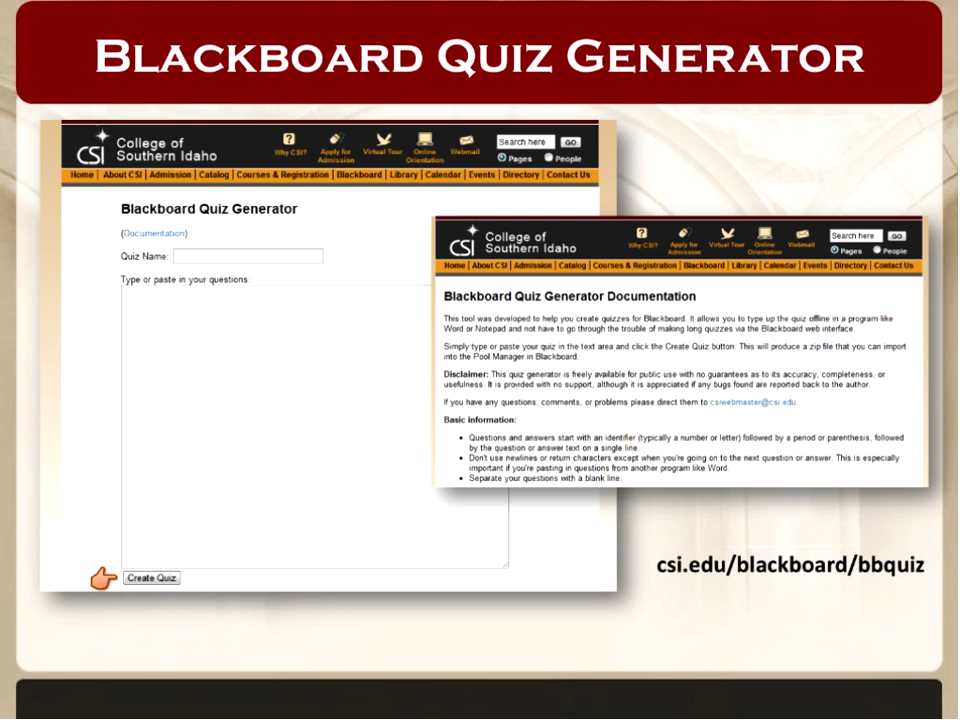 BLACKBOARD QUIZ GENERATOR
CSI
College of
Southern Idaho
Why CSI?
Apply for
Admission
Virtual Tour
Online
Orientation
Webmail
Search here GO
Pages People
Home | About CSI | Admission | Catalog | Courses & Registration | Blackboard | Library | Calendar | Events | Directory | Contact Us
Blackboard Quiz Generator
(Documentation)
Quiz Name:
Type or paste in your questions:
Create Quiz
CSI
College of
Southern Idaho
Why CSI?
Apply for
Admission
Virtual Tour
Online
Orientation
Webmail
Search here GO
Pages People
Home | About CSI | Admission | Catalog | Courses & Registration | Blackboard | Library | Calendar | Events | Directory | Contact Us
Blackboard Quiz Generator Documentation
This tool was developed to help you create quizzes for Blackboard. It allows you to type up the quiz offline in a program like
Word or Notepad and not have to go through the trouble of making long quizzes via the Blackboard web interface.
Simply type or paste your quiz in the text area and click the Create Quiz button. This will produce a zip file that you can import
into the Pool Manager in Blackboard.
Disclaimer: This quiz generator is freely available for public use with no guarantees as to its accuracy, completeness, or
usefulness. It is provided with no support, although it is appreciated if any bugs found are reported back to the author.
If you have any questions, comments, or problems please direct them to csiwebmaster@csi.edu.
Basic information:
• Questions and answers start with an identifier (typically a number or letter) followed by a period or parenthesis, followed
by the question or answer text on a single line.
• Don't use newlines or return characters except when you're going on to the next question or answer. This is especially
important if you're pasting in questions from another program like Word.
• Separate your questions with a blank line.
csi.edu/blackboard/bbquiz